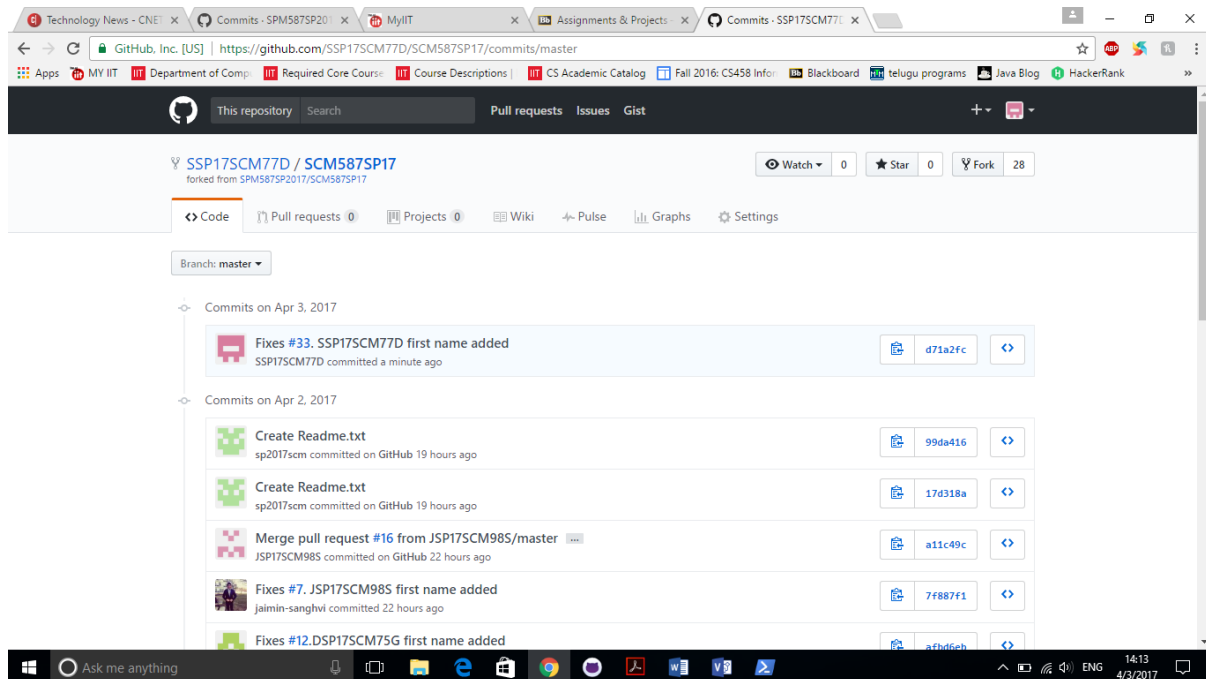 Technology News - CNET
Commits - SPM587SP201
MyIIT
Assignments & Projects -
Commits - SSP17SCM77D
GitHub, Inc. [US] | https://github.com/SSP17SCM77D/SCM587SP17/commits/master
Apps MY IIT Department of Comp Required Core Course Course Descriptions | CS Academic Catalog Fall 2016: CS458 Infor Blackboard telugu programs Java Blog HackerRank »
This repository Search Pull requests Issues Gist
SSP17SCM77D / SCM587SP17
forked from SPM587SP2017/SCM587SP17
Watch 0 Star 0 Fork 28
Code Pull requests 0 Projects 0 Wiki Pulse Graphs Settings
Branch: master
Commits on Apr 3, 2017
Fixes #33. SSP17SCM77D first name added
SSP17SCM77D committed a minute ago
d71a2fc
Commits on Apr 2, 2017
Create Readme.txt
sp2017scm committed on GitHub 19 hours ago
99da416
Create Readme.txt
sp2017scm committed on GitHub 19 hours ago
17d318a
Merge pull request #16 from JSP17SCM98S/master ...
JSP17SCM98S committed on GitHub 22 hours ago
a11c49c
Fixes #7. JSP17SCM98S first name added
jaimin-sanghvi committed 22 hours ago
7f887f1
Fixes #12.DSP17SCM75G first name added
afbd6eb
Ask me anything
ENG
14:13
4/3/2017